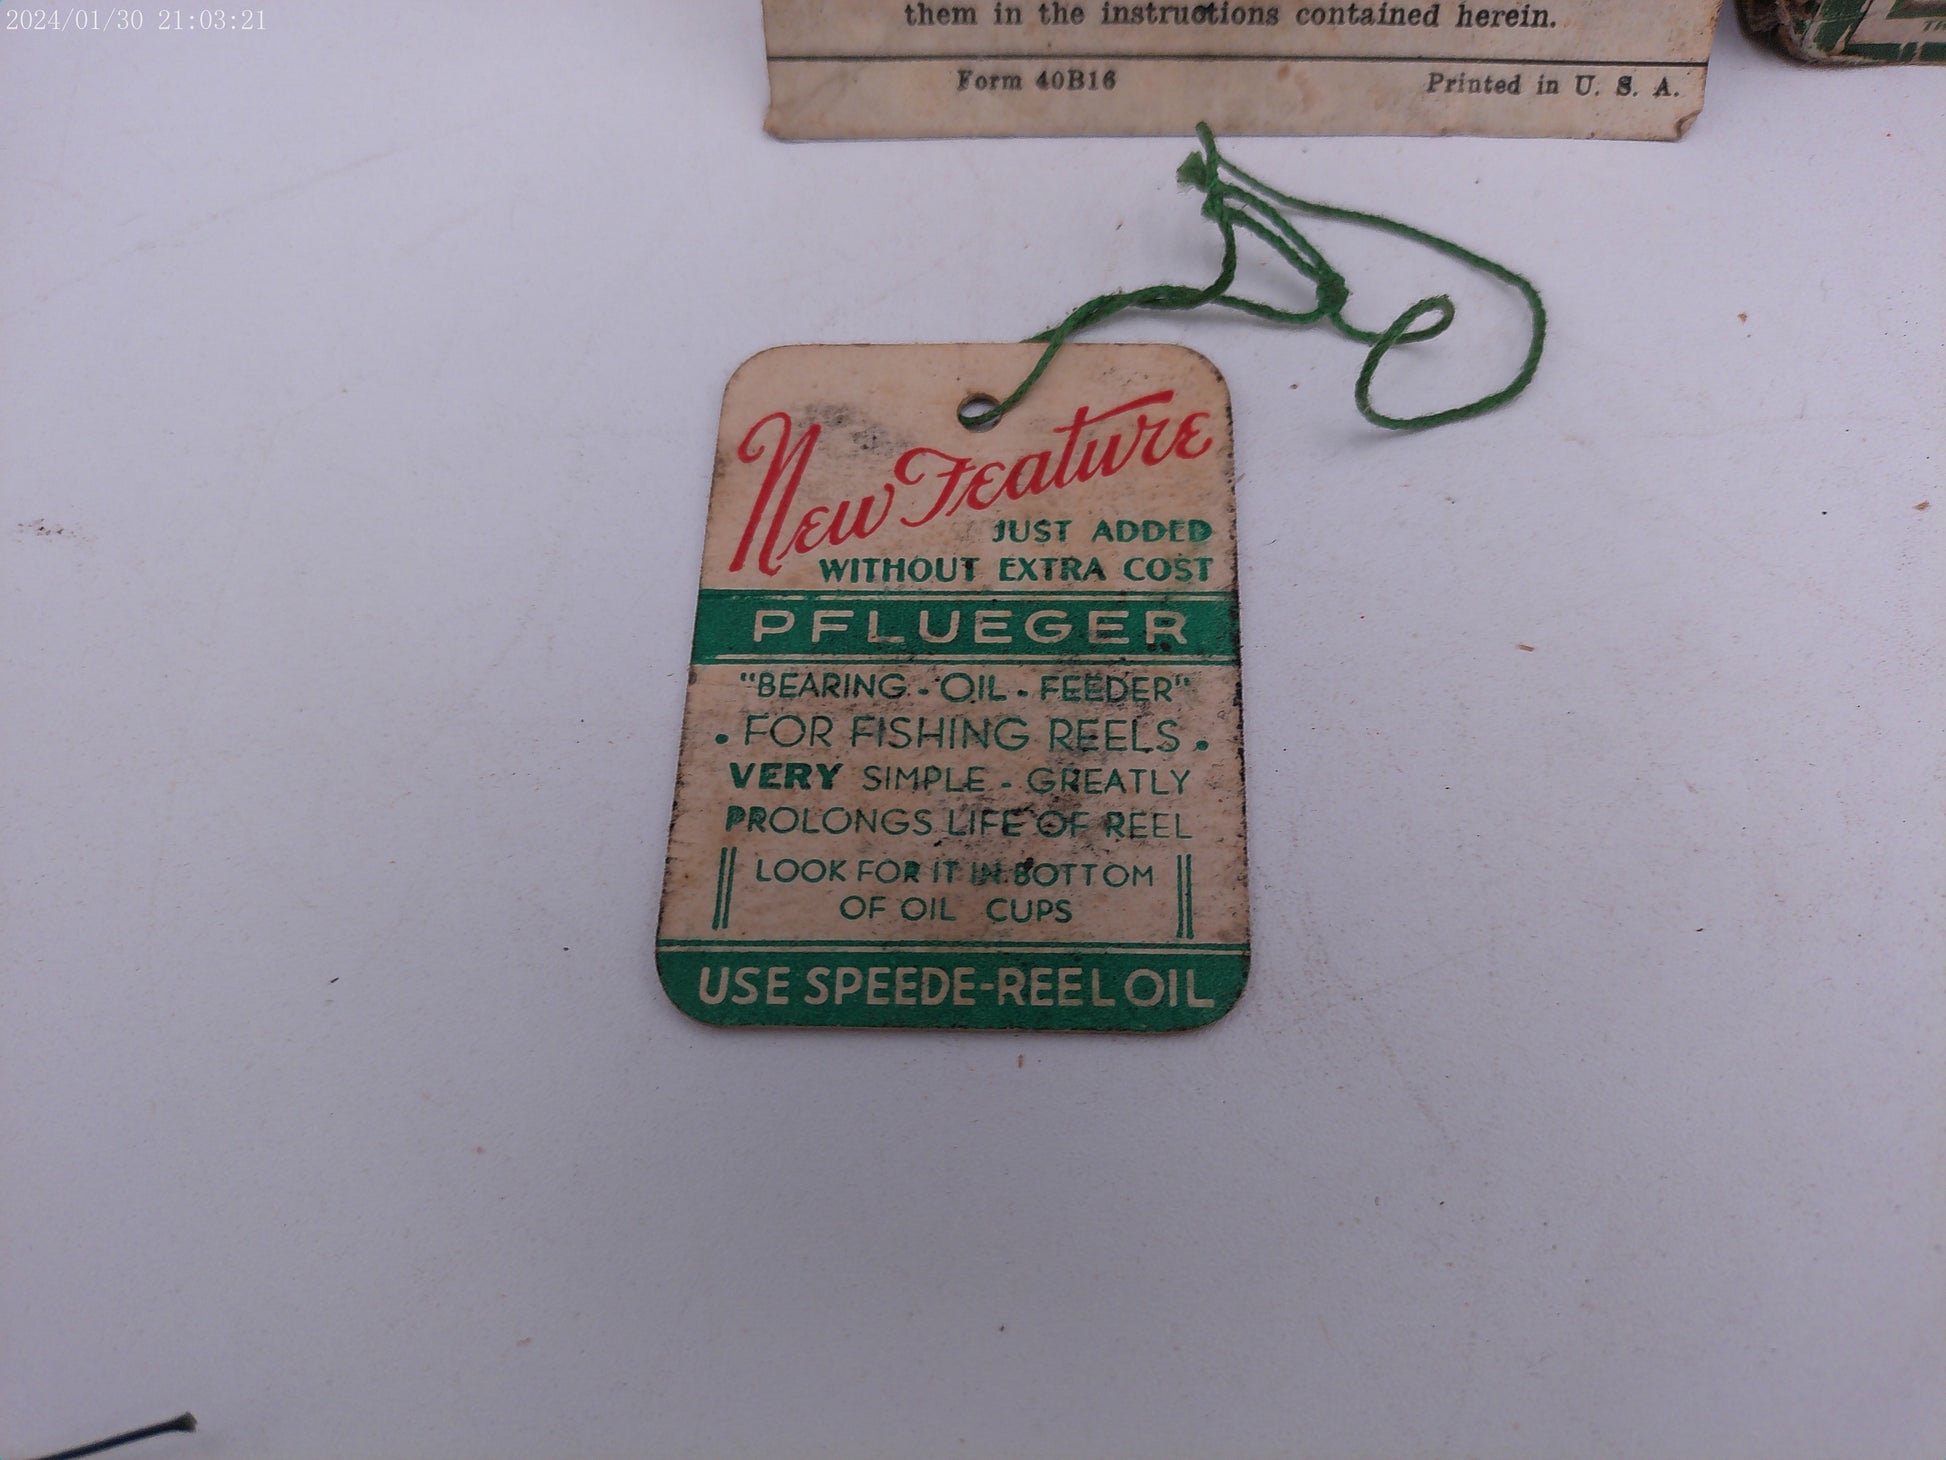 2024/01/30 21:03:21
them in the instructions contained herein.
Form 40B16 Printed in U. S. A.
New Feature
JUST ADDED
WITHOUT EXTRA COST
PFLUEGER
"BEARING - OIL - FEEDER"
• FOR FISHING REELS •
VERY SIMPLE - GREATLY
PROLONGS LIFE OF REEL
LOOK FOR IT IN BOTTOM
OF OIL CUPS
USE SPEEDE-REEL OIL